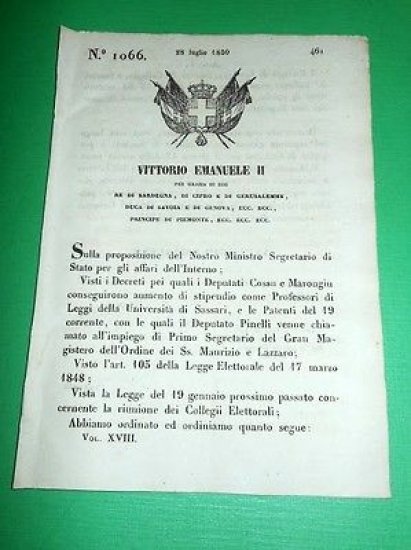 N.º 1066.
28 luglio 1850
461
VITTORIO EMANUELE II
PER GRAZIA DI DIO
RE DI SARDEGNA, DI CIPRO E DI GERUSALEMME,
DUCA DI SAVOIA E DI GENOVA, ECC. ECC.,
PRINCIPE DI PIEMONTE, ECC. ECC. ECC.
Sulla proposizione del Nostro Ministro Segretario di
Stato per gli affari dell'Interno;
Visti i Decreti pei quali i Deputati Cossu e Marongiu
conseguirono aumento di stipendio come Professori di
Leggi della Università di Sassari, e le Patenti del 19
corrente, con le quali il Deputato Pinelli venne chia-
mato all'impiego di Primo Segretario del Gran Ma-
gistero dell'Ordine dei Ss. Maurizio e Lazzaro;
Visto l'art. 105 della Legge Elettorale del 17 marzo
1848;
Vista la Legge del 19 gennaio prossimo passato con-
cernente la riunione dei Collegii Elettorali;
Abbiamo ordinato ed ordiniamo quanto segue:
VOL. XVIII.